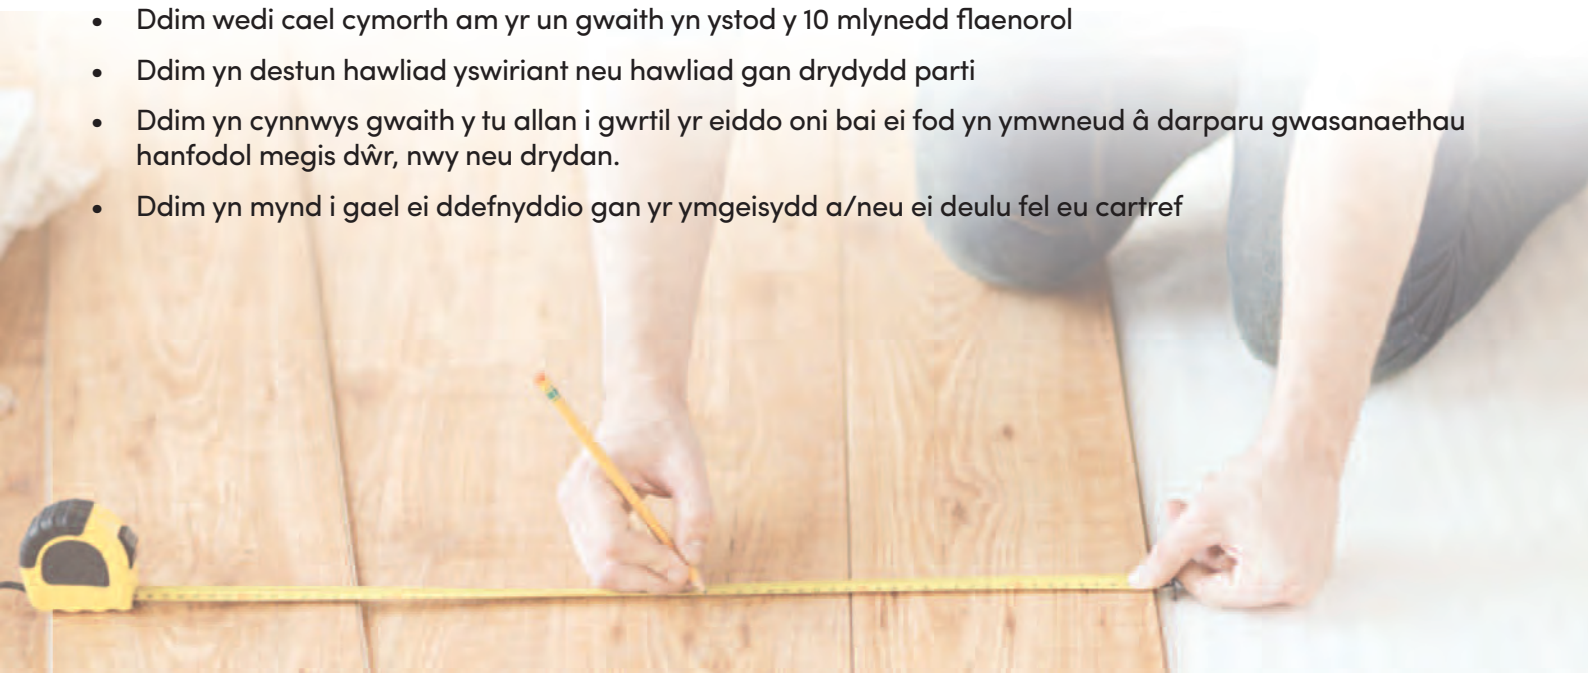 • Ddim wedi cael cymorth am yr un gwaith yn ystod y 10 mlynedd flaenorol
• Ddim yn destun hawliad yswiriant neu hawliad gan drydydd parti
• Ddim yn cynnwys gwaith y tu allan i gwrtil yr eiddo oni bai ei fod yn ymwneud â darparu gwasanaethau
hanfodol megis dŵr, nwy neu drydan.
• Ddim yn mynd i gael ei ddefnyddio gan yr ymgeisydd a/neu ei deulu fel eu cartref